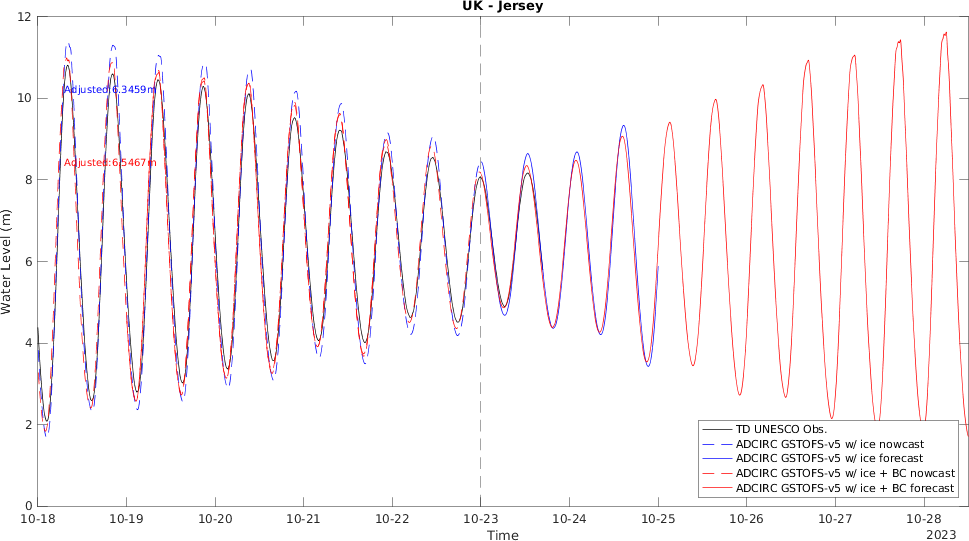 UK - Jersey
12
10
8
6
4
2
0
Water Level (m)
Adjusted:6.3459m
Adjusted:6.5467m
TD UNESCO Obs.
ADCIRC GSTOFS-v5 w/ ice nowcast
ADCIRC GSTOFS-v5 w/ ice forecast
ADCIRC GSTOFS-v5 w/ ice + BC nowcast
ADCIRC GSTOFS-v5 w/ ice + BC forecast
10-18 10-19 10-20 10-21 10-22 10-23 10-24 10-25 10-26 10-27 10-28
Time
2023